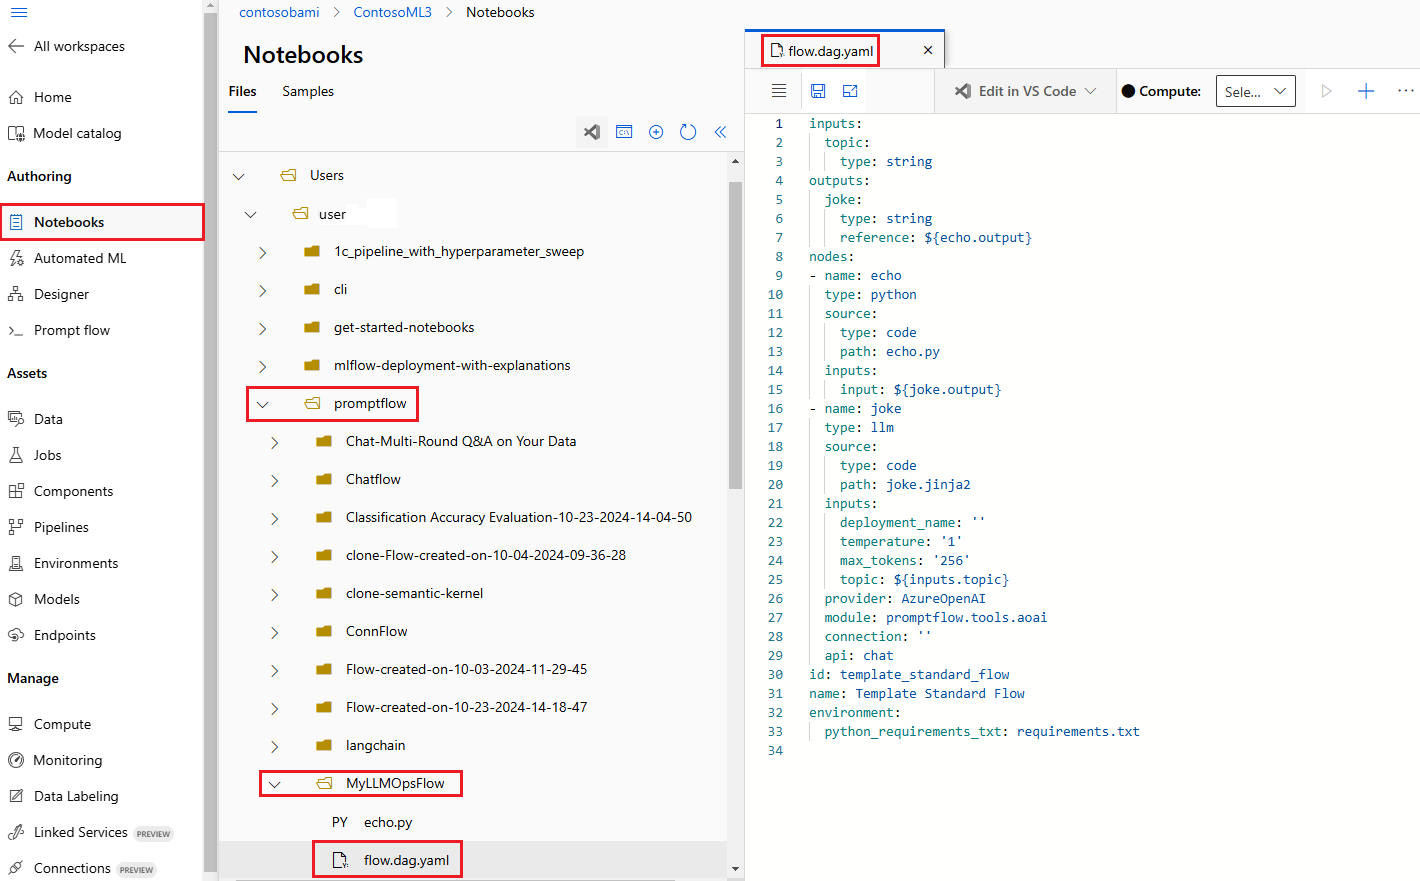 contosobami > ContosoML3 > Notebooks
All workspaces
Home
Model catalog
Authoring
Notebooks
Automated ML
Designer
Prompt flow
Assets
Data
Jobs
Components
Pipelines
Environments
Models
Endpoints
Manage
Compute
Monitoring
Data Labeling
Linked Services PREVIEW
Connections PREVIEW
Notebooks
Files Samples
Users
user
1c_pipeline_with_hyperparameter_sweep
cli
get-started-notebooks
mlflow-deployment-with-explanations
promptflow
Chat-Multi-Round Q&A on Your Data
Chatflow
Classification Accuracy Evaluation-10-23-2024-14-04-50
clone-Flow-created-on-10-04-2024-09-36-28
clone-semantic-kernel
ConnFlow
Flow-created-on-10-03-2024-11-29-45
Flow-created-on-10-23-2024-14-18-47
langchain
MyLLMOpsFlow
PY echo.py
flow.dag.yaml
flow.dag.yaml
Edit in VS Code Compute: Sele...
1 inputs:
2   topic:
3     type: string
4 outputs:
5   joke:
6     type: string
7     reference: ${echo.output}
8 nodes:
9 - name: echo
10   type: python
11   source:
12     type: code
13     path: echo.py
14   inputs:
15     input: ${joke.output}
16 - name: joke
17   type: llm
18   source:
19     type: code
20     path: joke.jinja2
21   inputs:
22     deployment_name: ''
23     temperature: '1'
24     max_tokens: '256'
25     topic: ${inputs.topic}
26   provider: AzureOpenAI
27   module: promptflow.tools.aoai
28   connection: ''
29   api: chat
30 id: template_standard_flow
31 name: Template Standard Flow
32 environment:
33   python_requirements_txt: requirements.txt
34